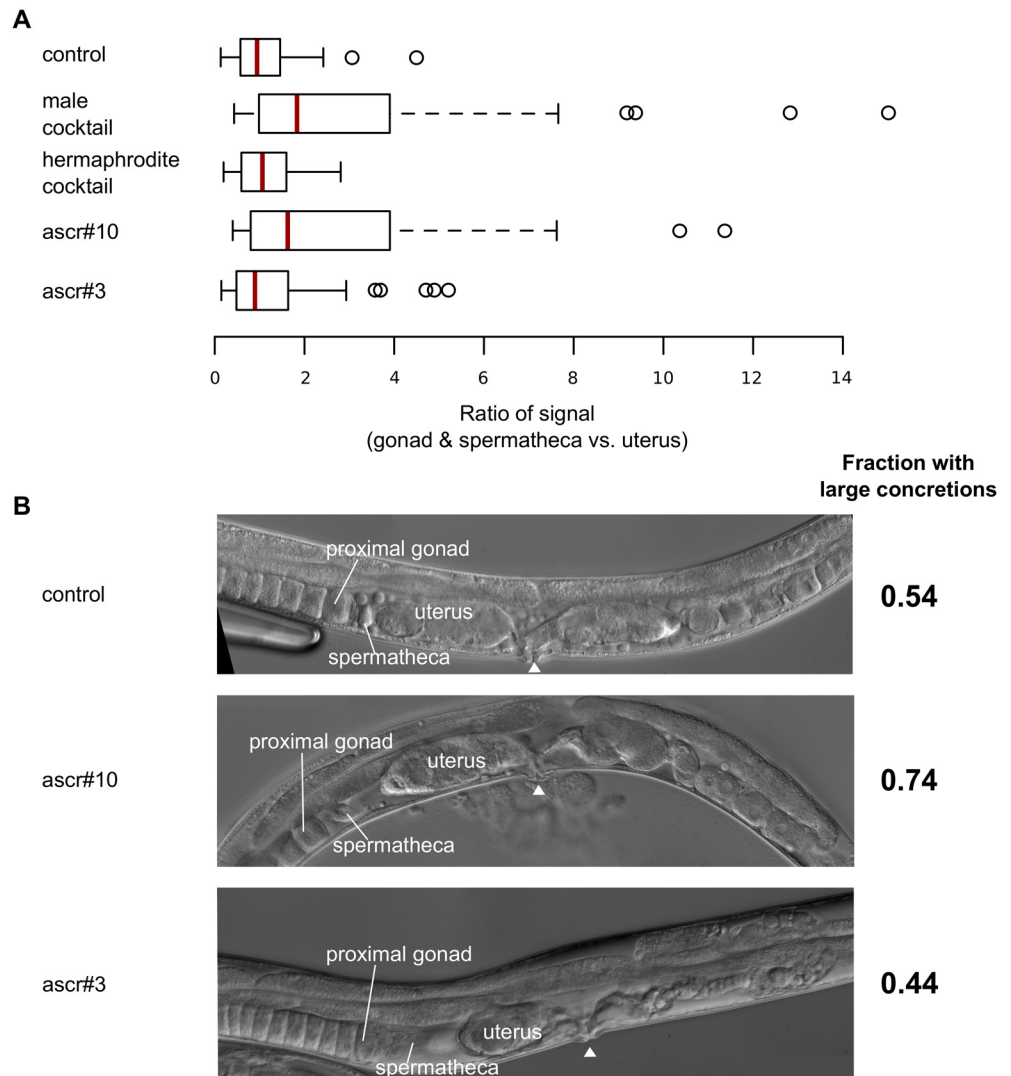 A
control
male
cocktail
hermaphrodite
cocktail
ascr#10
ascr#3
0 2 4 6 8 10 12 14
Ratio of signal
(gonad & spermatheca vs. uterus)
Fraction with
large concretions
B
control
proximal gonad
uterus
spermatheca
0.54
ascr#10
proximal gonad
uterus
spermatheca
0.74
ascr#3
proximal gonad
uterus
spermatheca
0.44